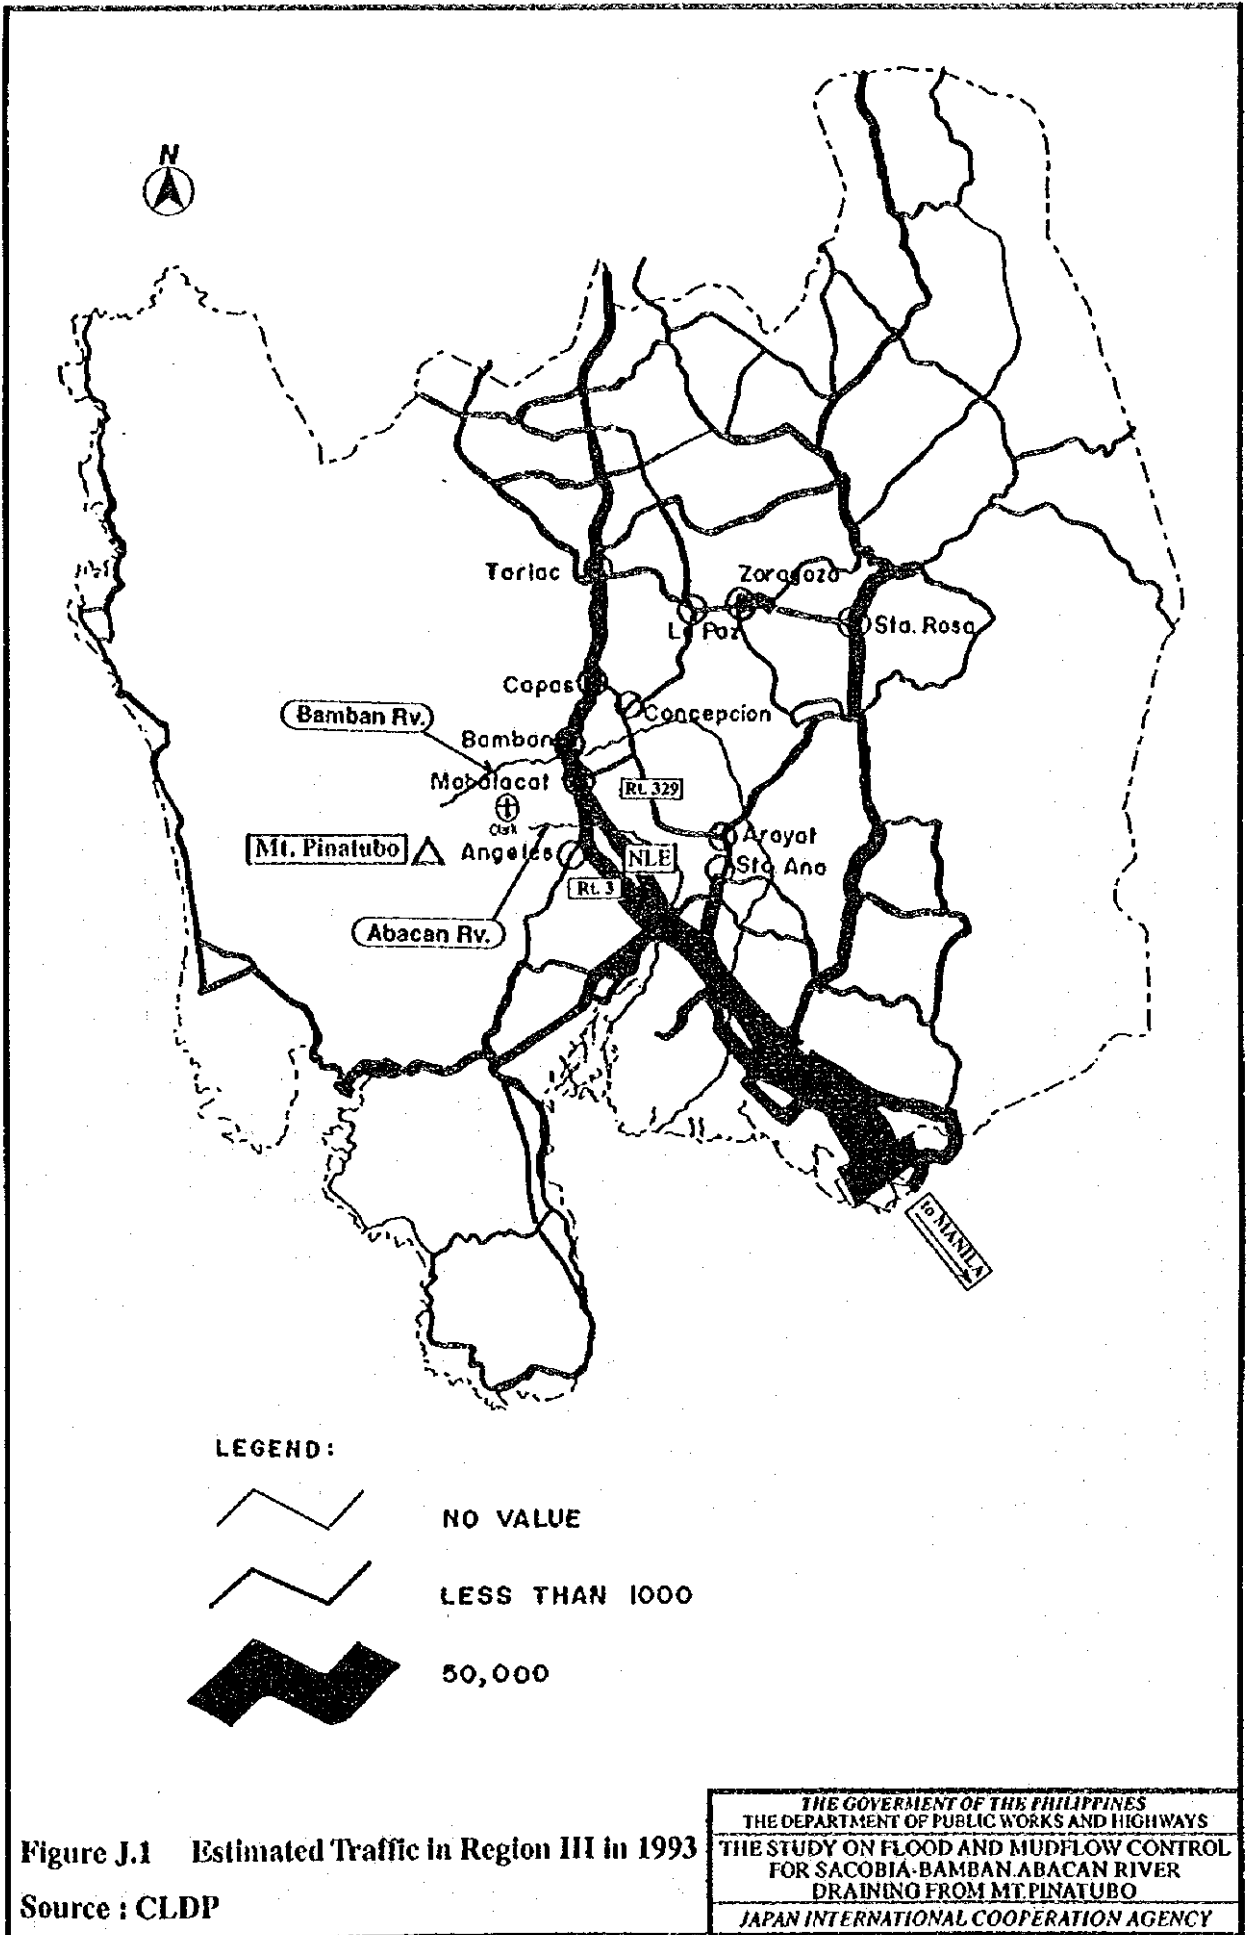 N
Tarlac
Zaragoza
La Paz
Sta. Rosa
Capas
Concepcion
Bamban Rv.
Bamban
Mabalacat
Rt. 329
Clark
Mt. Pinatubo
Angeles
NLE
Arayat
Sta Ana
Rt. 3
Abacan Rv.
to MANILA
LEGEND:
NO VALUE
LESS THAN 1000
50,000
Figure J.1 Estimated Traffic in Region III in 1993
Source : CLDP
THE GOVERMENT OF THE PHILIPPINES
THE DEPARTMENT OF PUBLIC WORKS AND HIGHWAYS
THE STUDY ON FLOOD AND MUDFLOW CONTROL
FOR SACOBIA-BAMBAN.ABACAN RIVER
DRAINING FROM MT.PINATUBO
JAPAN INTERNATIONAL COOPERATION AGENCY